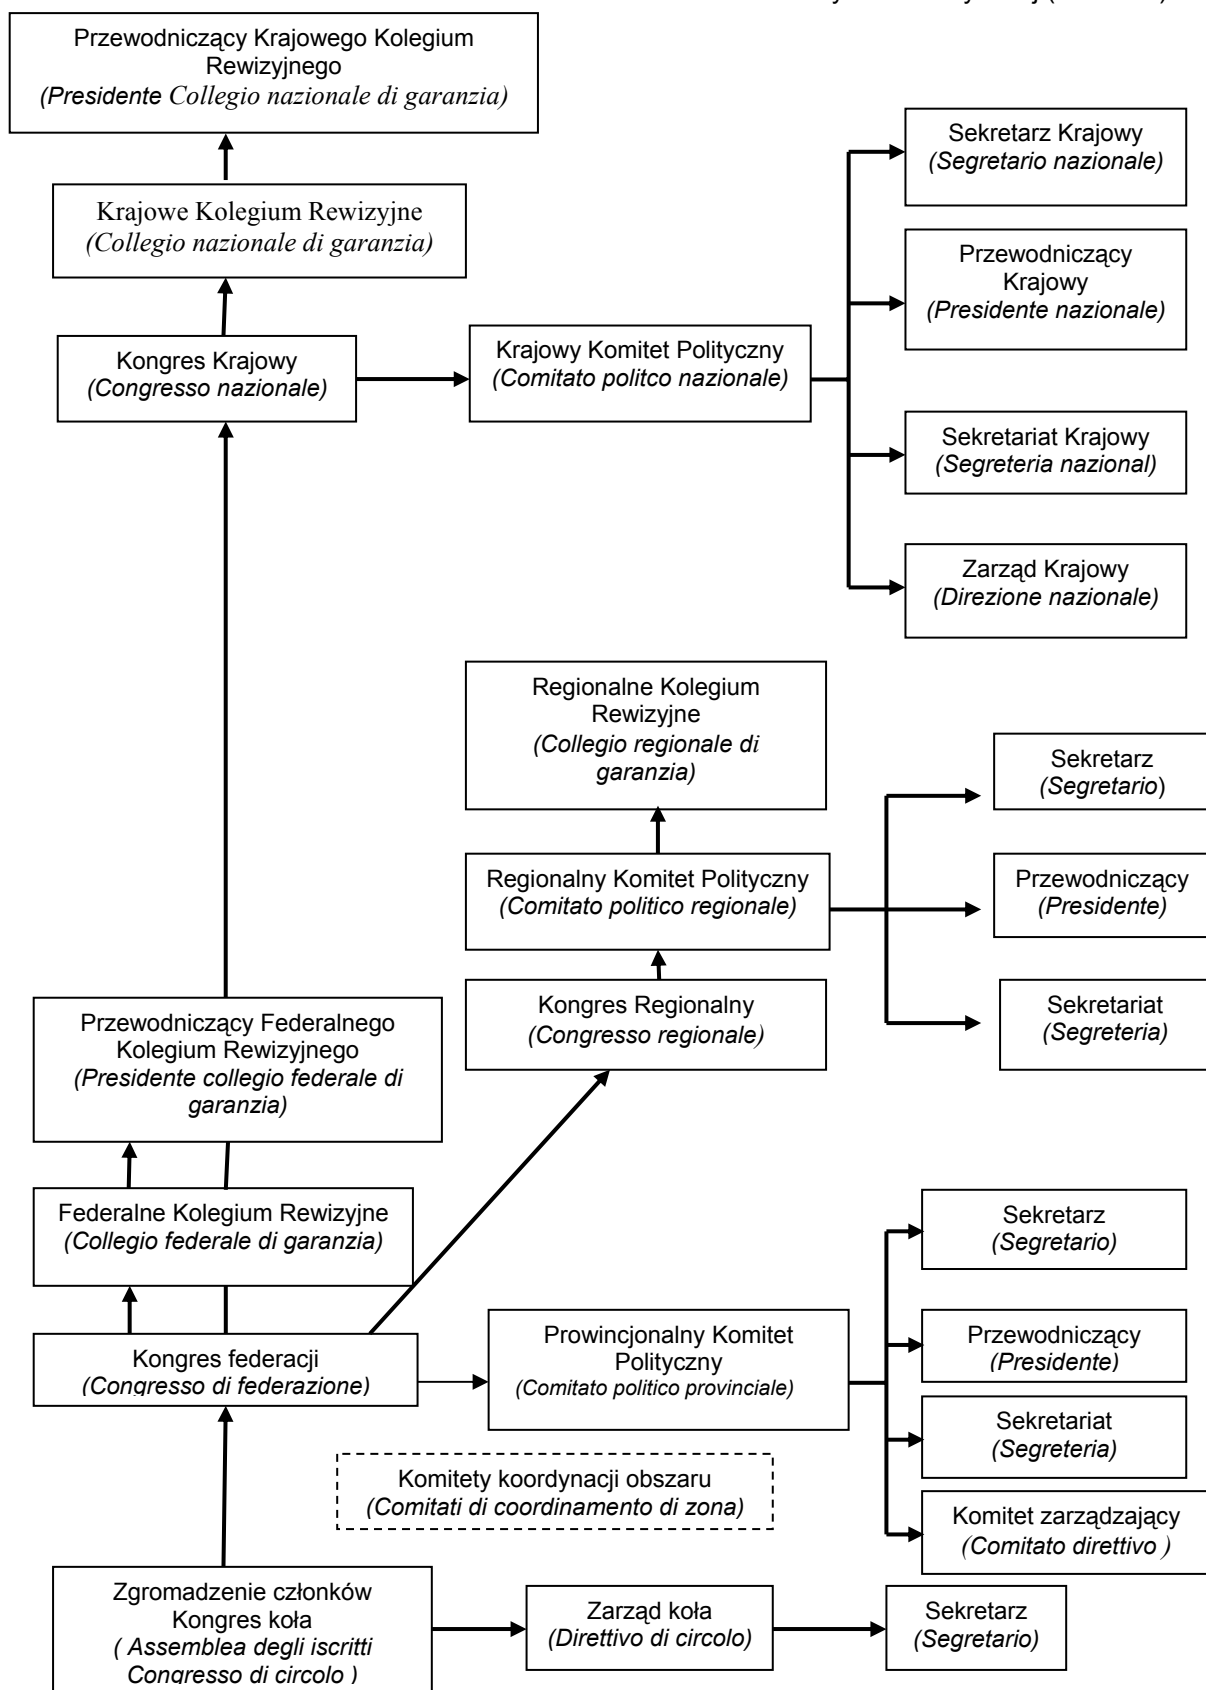 Przewodniczący Krajowego Kolegium
Rewizyjnego
(Presidente Collegio nazionale di garanzia)
Krajowe Kolegium Rewizyjne
(Collegio nazionale di garanzia)
Kongres Krajowy
(Congresso nazionale)
Krajowy Komitet Polityczny
(Comitato politco nazionale)
Sekretarz Krajowy
(Segretario nazionale)
Przewodniczący
Krajowy
(Presidente nazionale)
Sekretariat Krajowy
(Segreteria nazional)
Zarząd Krajowy
(Direzione nazionale)
Regionalne Kolegium
Rewizyjne
(Collegio regionale di
garanzia)
Regionalny Komitet Polityczny
(Comitato politico regionale)
Kongres Regionalny
(Congresso regionale)
Sekretarz
(Segretario)
Przewodniczący
(Presidente)
Sekretariat
(Segreteria)
Przewodniczący Federalnego
Kolegium Rewizyjnego
(Presidente collegio federale di
garanzia)
Federalne Kolegium Rewizyjne
(Collegio federale di garanzia)
Kongres federacji
(Congresso di federazione)
Prowincjonalny Komitet
Polityczny
(Comitato politico provinciale)
Sekretarz
(Segretario)
Przewodniczący
(Presidente)
Sekretariat
(Segreteria)
Komitet zarządzający
(Comitato direttivo )
Komitety koordynacji obszaru
(Comitati di coordinamento di zona)
Zgromadzenie członków
Kongres koła
( Assemblea degli iscritti
Congresso di circolo )
Zarząd koła
(Direttivo di circolo)
Sekretarz
(Segretario)